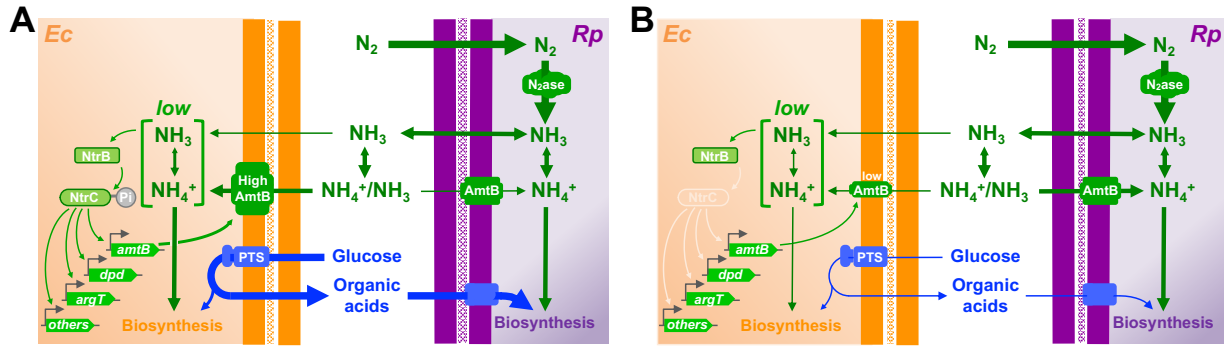 A
Ec
Rp
N2
N2
N2ase
low
NH3
NH3
NH3
NtrB
NH4+
High
AmtB
NH4+/NH3
AmtB
NH4+
NtrC
Pi
amtB
dpd
argT
others
PTS
Glucose
Organic
acids
Biosynthesis
Biosynthesis
B
Ec
Rp
N2
N2
N2ase
low
NH3
NH3
NH3
NtrB
NH4+
low
AmtB
NH4+/NH3
AmtB
NH4+
NtrC
Pi
amtB
dpd
argT
others
PTS
Glucose
Organic
acids
Biosynthesis
Biosynthesis